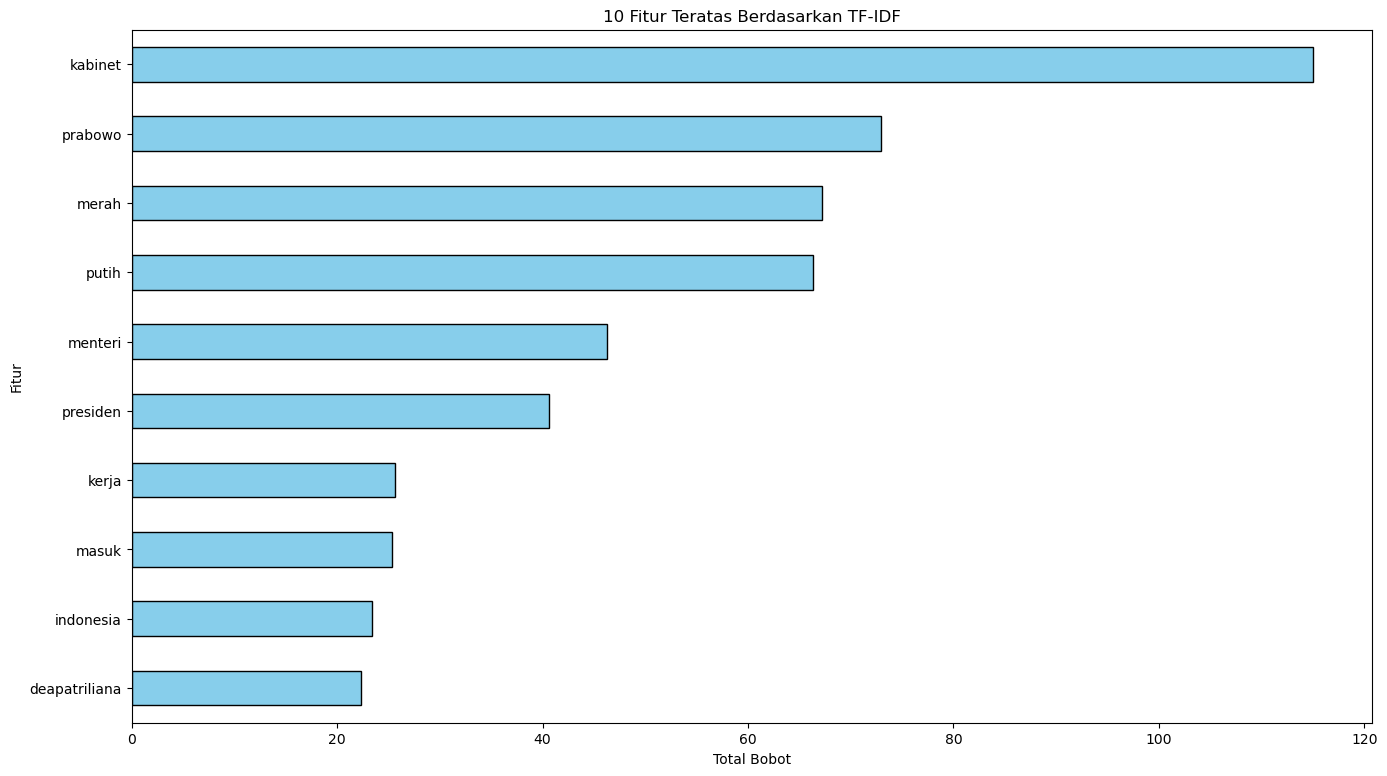 10 Fitur Teratas Berdasarkan TF-IDF
kabinet
prabowo
merah
putih
menteri
presiden
kerja
masuk
indonesia
deapatriliana
Fitur
0 20 40 60 80 100 120
Total Bobot